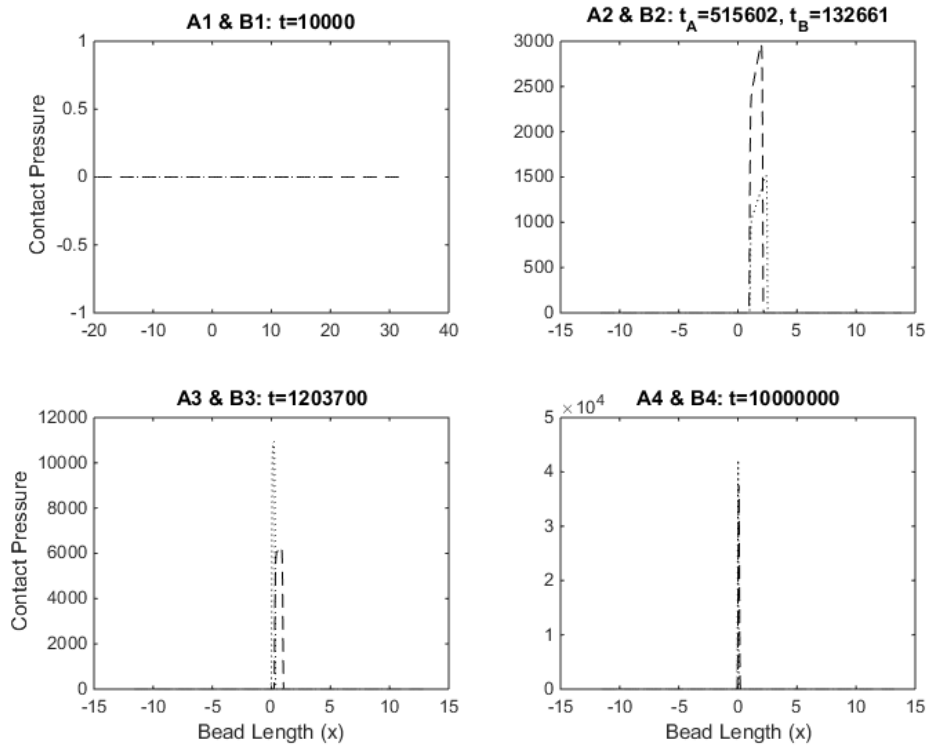 A1 & B1: t=10000
1
0.5
0
-0.5
-1
Contact Pressure
-20 -10 0 10 20 30 40
A2 & B2: t_A=515602, t_B=132661
3000
2500
2000
1500
1000
500
0
-15 -10 -5 0 5 10 15
A3 & B3: t=1203700
12000
10000
8000
6000
4000
2000
0
Contact Pressure
-15 -10 -5 0 5 10 15
Bead Length (x)
A4 & B4: t=10000000
× 10^4
5
4
3
2
1
0
-15 -10 -5 0 5 10 15
Bead Length (x)